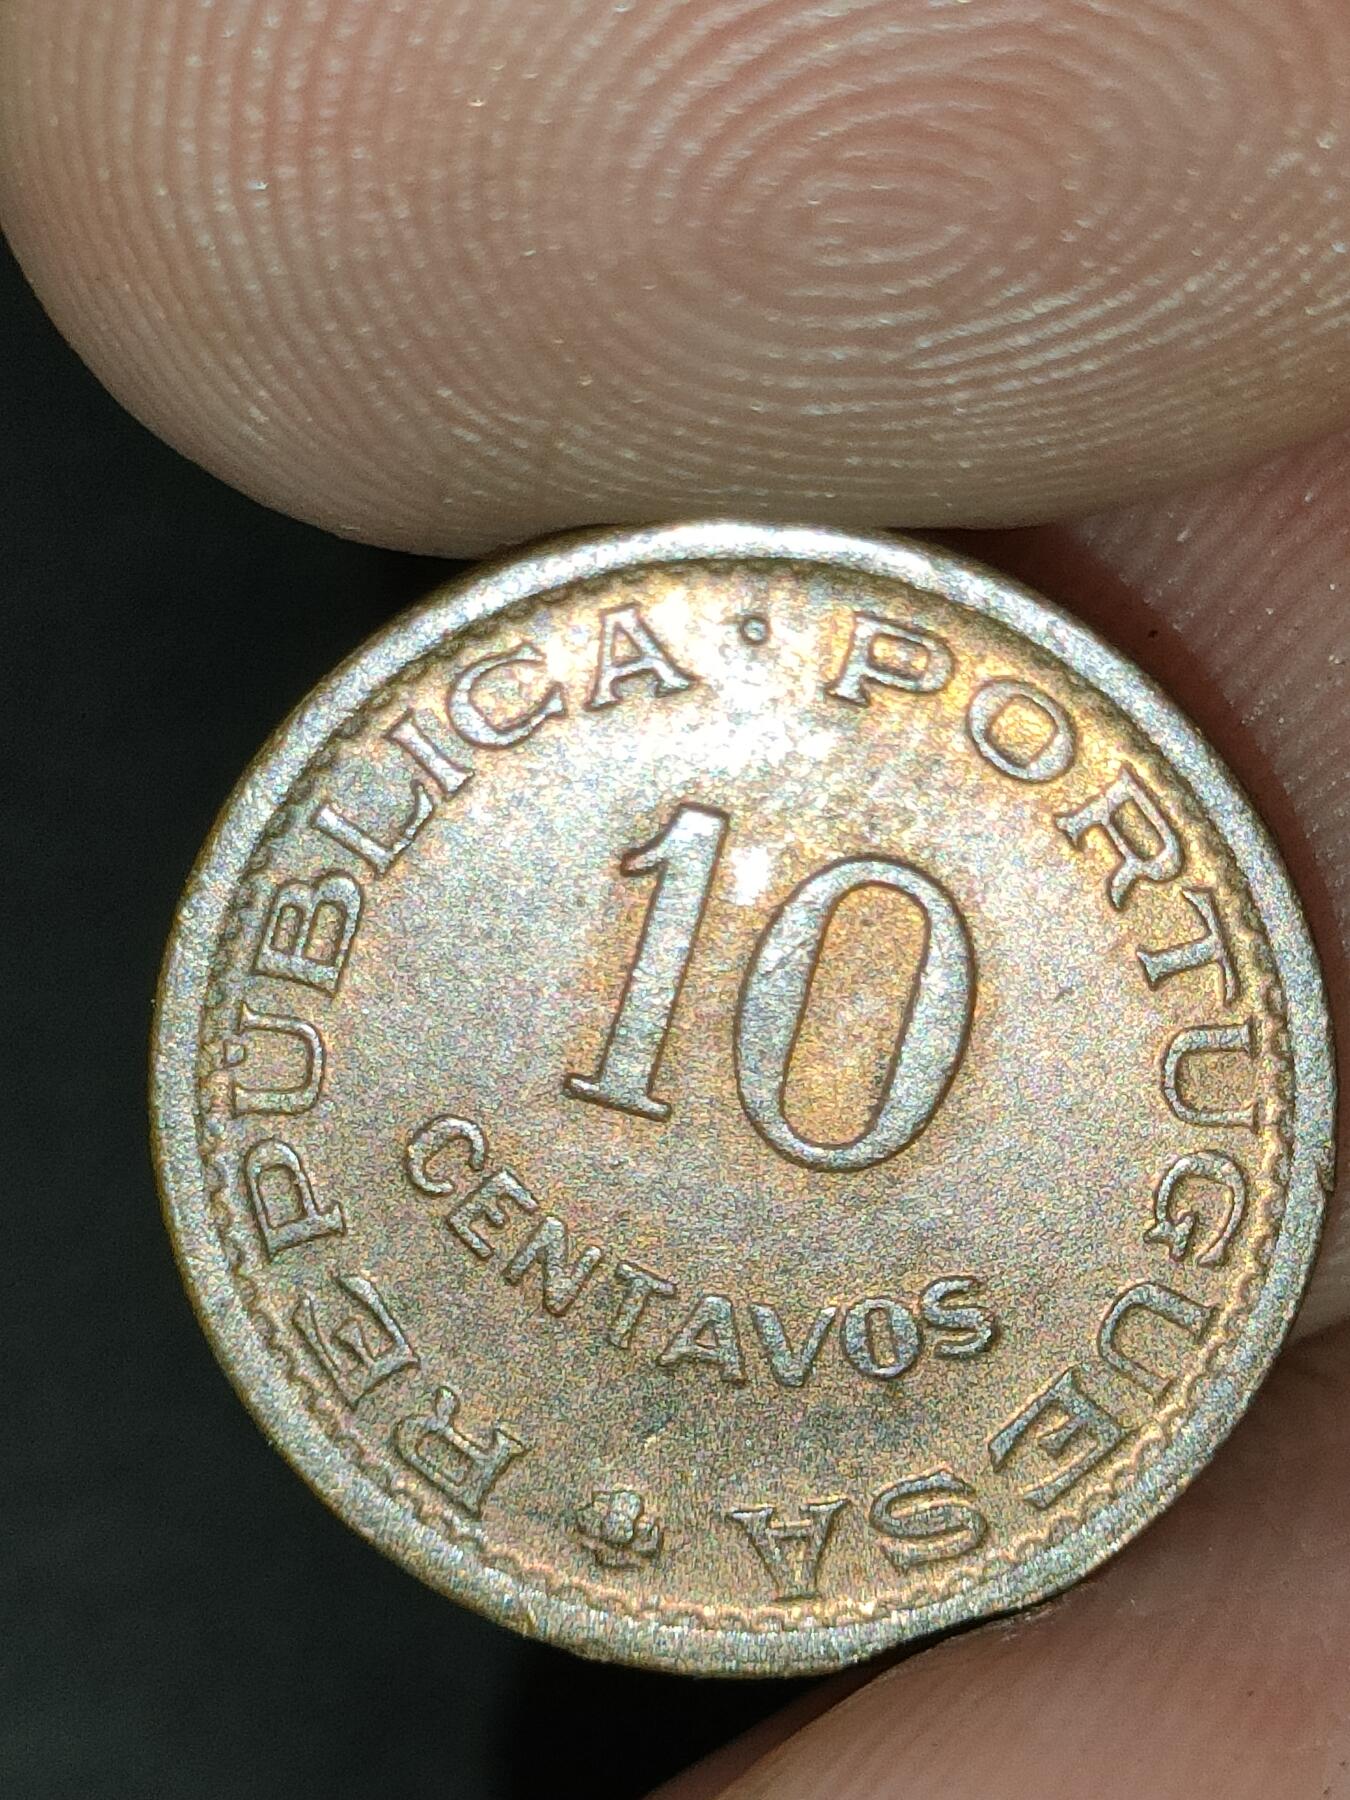 REPÚBLICA · PORTUGUESA
10
CENTAVOS